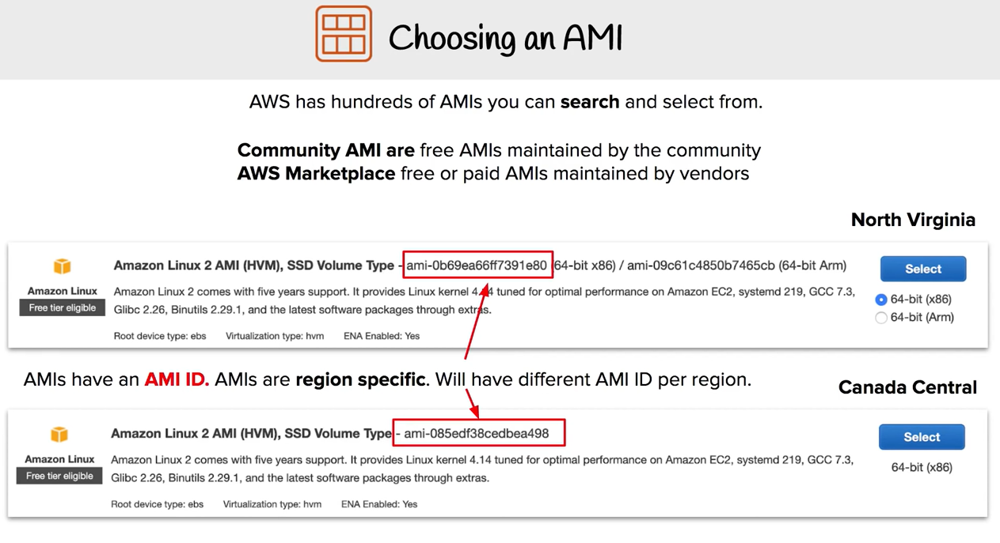 Choosing an AMI
AWS has hundreds of AMIs you can search and select from.
Community AMI are free AMIs maintained by the community
AWS Marketplace free or paid AMIs maintained by vendors
North Virginia
Amazon Linux 2 AMI (HVM), SSD Volume Type - ami-0b69ea66ff7391e80 (64-bit x86) / ami-09c61c4850b7465cb (64-bit Arm)
Select
Amazon Linux
Free tier eligible
Amazon Linux 2 comes with five years support. It provides Linux kernel 4.14 tuned for optimal performance on Amazon EC2, systemd 219, GCC 7.3,
Glibc 2.26, Binutils 2.29.1, and the latest software packages through extras.
64-bit (x86)
64-bit (Arm)
Root device type: ebs Virtualization type: hvm ENA Enabled: Yes
AMIs have an AMI ID. AMIs are region specific. Will have different AMI ID per region.
Canada Central
Amazon Linux 2 AMI (HVM), SSD Volume Type - ami-085edf38cedbea498
Select
Amazon Linux
Free tier eligible
Amazon Linux 2 comes with five years support. It provides Linux kernel 4.14 tuned for optimal performance on Amazon EC2, systemd 219, GCC 7.3,
Glibc 2.26, Binutils 2.29.1, and the latest software packages through extras.
64-bit (x86)
Root device type: ebs Virtualization type: hvm ENA Enabled: Yes